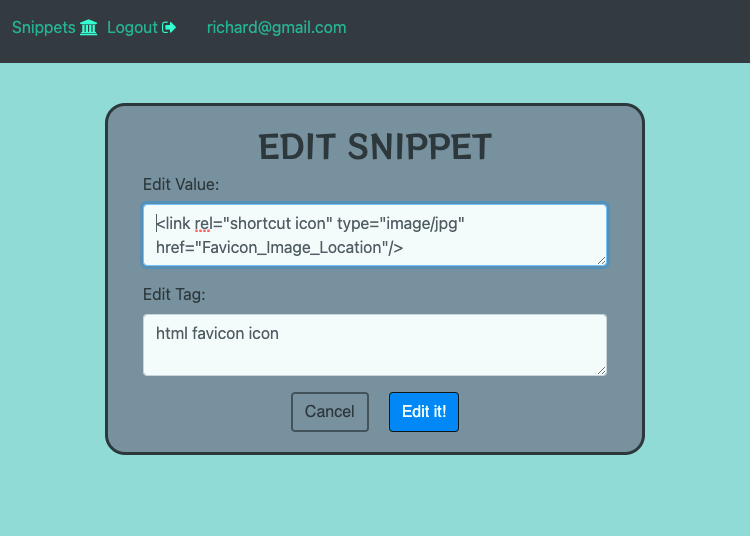 Snippets Logout richard@gmail.com
EDIT SNIPPET
Edit Value:
<link rel="shortcut icon" type="image/jpg"
href="Favicon_Image_Location"/>
Edit Tag:
html favicon icon
Cancel Edit it!